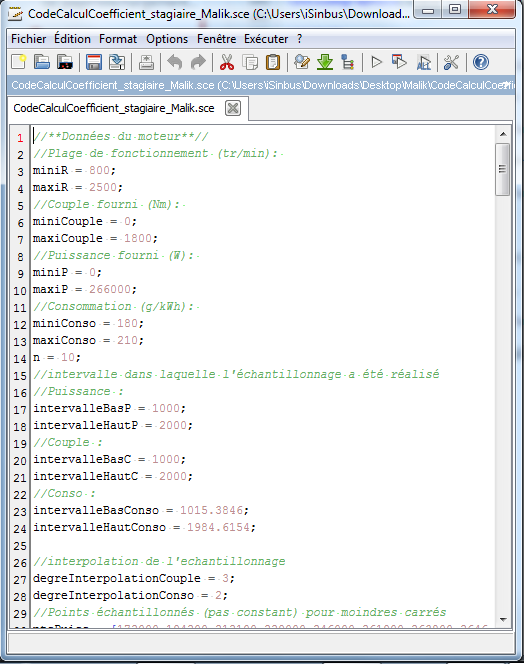 CodeCalculCoefficient_stagiaire_Malik.sce (C:\Users\iSinbus\Download...
Fichier Édition Format Options Fenêtre Exécuter ?
CodeCalculCoefficient_stagiaire_Malik.sce (C:\Users\iSinbus\Downloads\Desktop\Malik\CodeCalculCoeffi
CodeCalculCoefficient_stagiaire_Malik.sce
1 //**Données du moteur**//
2 //Plage de fonctionnement (tr/min):
3 miniR = 800;
4 maxiR = 2500;
5 //Couple fourni (Nm):
6 miniCouple = 0;
7 maxiCouple = 1800;
8 //Puissance fourni (W):
9 miniP = 0;
10 maxiP = 266000;
11 //Consommation (g/kWh):
12 miniConso = 180;
13 maxiConso = 210;
14 n = 10;
15 //intervalle dans laquelle l'échantillonnage a été réalisé
16 //Puissance :
17 intervalleBasP = 1000;
18 intervalleHautP = 2000;
19 //Couple :
20 intervalleBasC = 1000;
21 intervalleHautC = 2000;
22 //Conso :
23 intervalleBasConso = 1015.3846;
24 intervalleHautConso = 1984.6154;
25
26 //interpolation de l'echantillonnage
27 degreInterpolationCouple = 3;
28 degreInterpolationConso = 2;
29 //Points échantillonnés (pas constant) pour moindres carrés